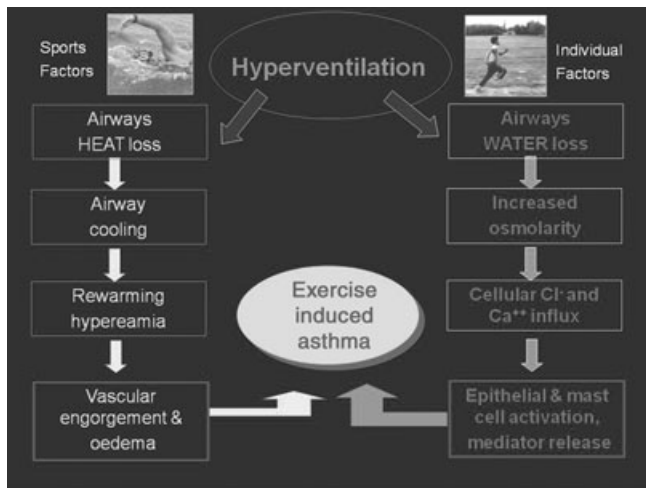 Sports
Factors
Hyperventilation
Individual
Factors
Airways
HEAT loss
Airway
cooling
Rewarming
hypereamia
Vascular
engorgement &
oedema
Exercise
induced
asthma
Airways
WATER loss
Increased
osmolarity
Cellular Cl⁻ and
Ca⁺⁺ influx
Epithelial & mast
cell activation,
mediator release